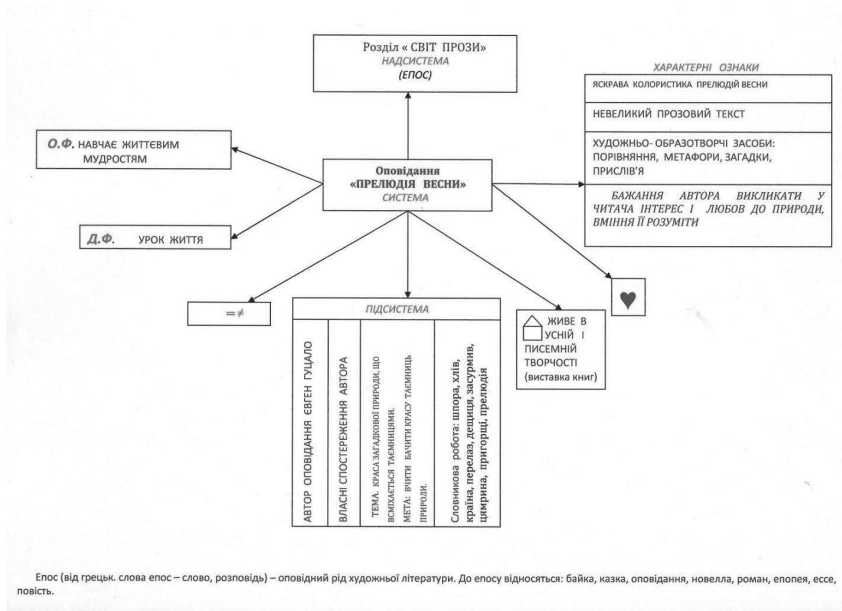 Розділ « СВІТ ПРОЗИ»
НАДСИСТЕМА
(ЕПОС)
ХАРАКТЕРНІ ОЗНАКИ
ЯСКРАВА КОЛОРИСТИКА ПРЕЛЮДІЙ ВЕСНИ
НЕВЕЛИКИЙ ПРОЗОВИЙ ТЕКСТ
ХУДОЖНЬО- ОБРАЗОТВОРЧІ ЗАСОБИ:
ПОРІВНЯННЯ, МЕТАФОРИ, ЗАГАДКИ,
ПРИСЛІВ'Я
БАЖАННЯ АВТОРА ВИКЛИКАТИ У
ЧИТАЧА ІНТЕРЕС І ЛЮБОВ ДО ПРИРОДИ,
ВМІННЯ ЇЇ РОЗУМІТИ
О.Ф. НАВЧАЄ ЖИТТЄВИМ
МУДРОСТЯМ
Оповідання
«ПРЕЛЮДІЯ ВЕСНИ»
СИСТЕМА
Д.Ф. УРОК ЖИТТЯ
= ≠
ПІДСИСТЕМА
АВТОР ОПОВІДАННЯ ЄВГЕН ГУЦАЛО
ВЛАСНІ СПОСТЕРЕЖЕННЯ АВТОРА
ТЕМА. КРАСА ЗАГАДКОВОЇ ПРИРОДИ, ЩО
ВСМІХАЄТЬСЯ ТАЄМНИЦЯМИ.
МЕТА: ВЧИТИ БАЧИТИ КРАСУ ТАЄМНИЦЬ
ПРИРОДИ.
Словникова робота: шпора, хлів,
країна, перелаз, дещиця, засурмив,
цямрина, пригорщі, прелюдія
ЖИВЕ В
УСНІЙ І
ПИСЕМНІЙ
ТВОРЧОСТІ
(виставка книг)
Епос (від грецьк. слова епос – слово, розповідь) – оповідний рід художньої літератури. До епосу відносяться: байка, казка, оповідання, новелла, роман, епопея, ессе,
повість.